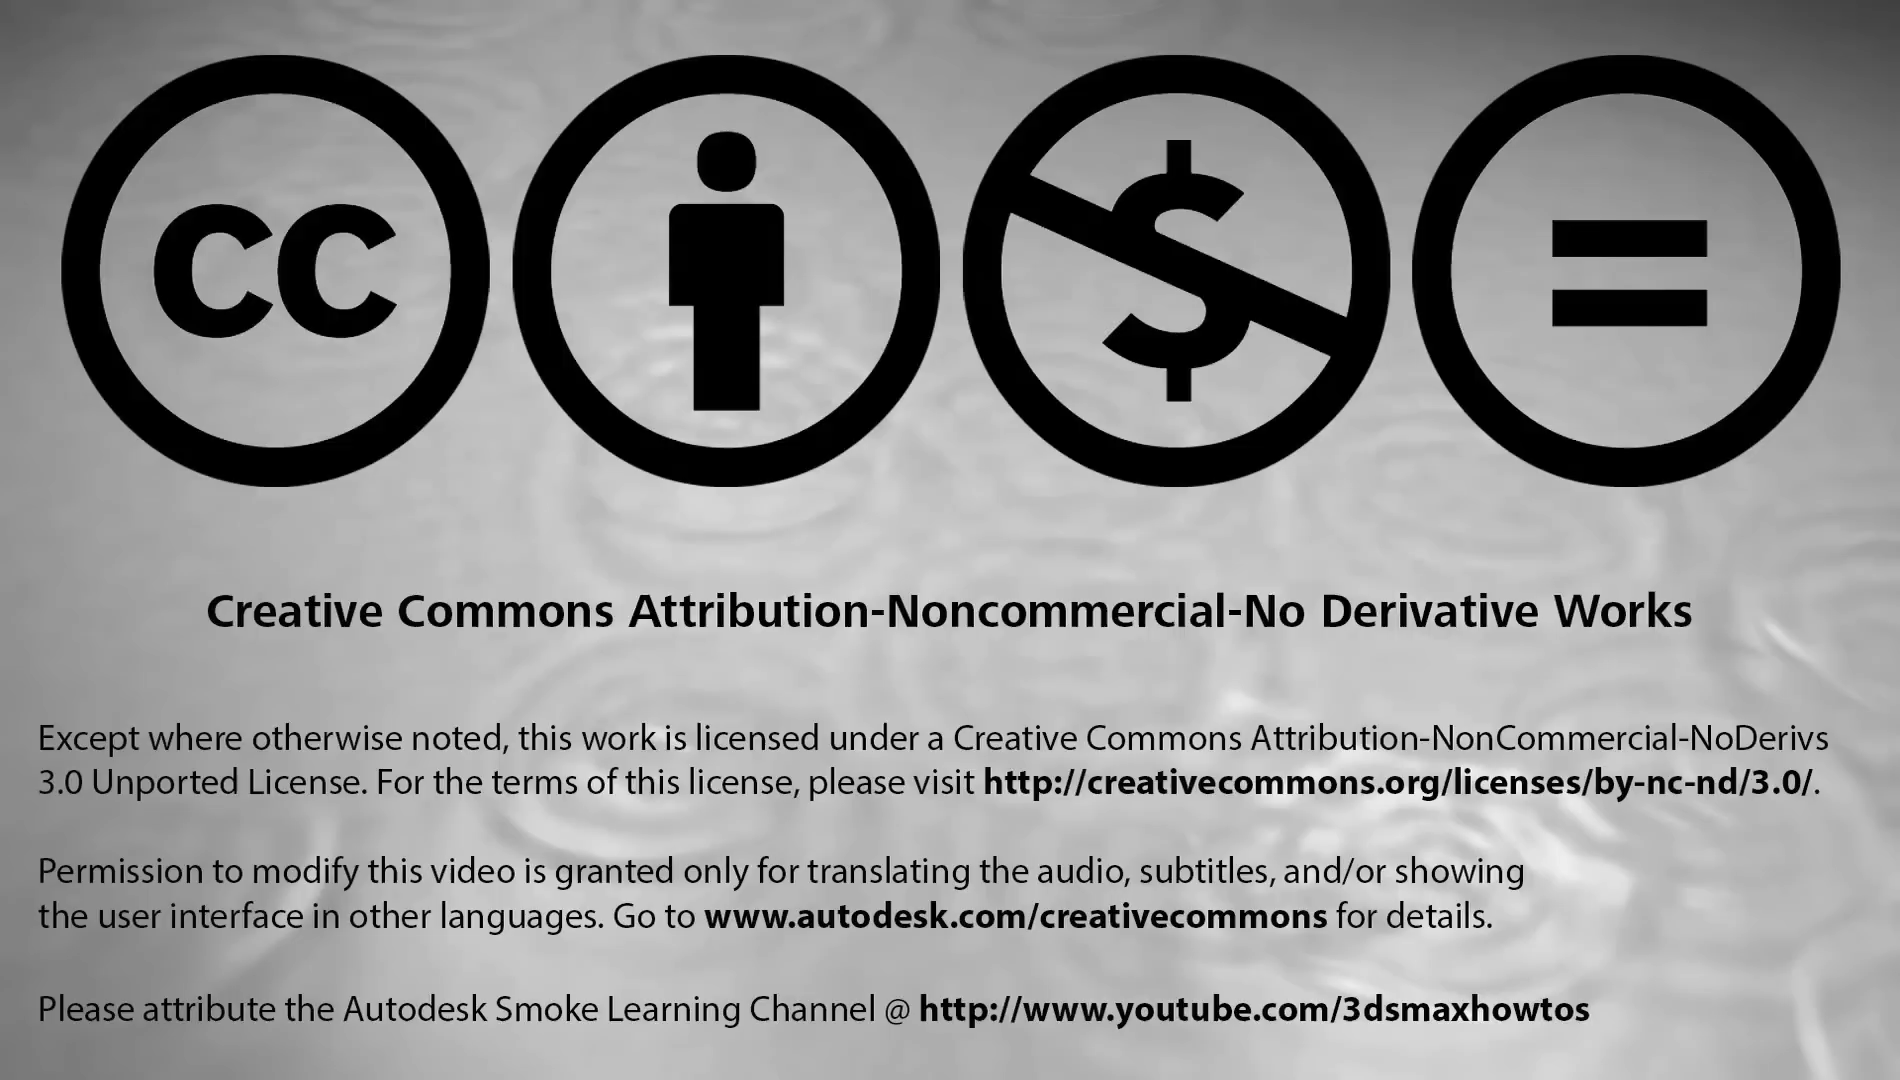 cc
$
=
Creative Commons Attribution-Noncommercial-No Derivative Works
Except where otherwise noted, this work is licensed under a Creative Commons Attribution-NonCommercial-NoDerivs
3.0 Unported License. For the terms of this license, please visit http://creativecommons.org/licenses/by-nc-nd/3.0/.
Permission to modify this video is granted only for translating the audio, subtitles, and/or showing
the user interface in other languages. Go to www.autodesk.com/creativecommons for details.
Please attribute the Autodesk Smoke Learning Channel @ http://www.youtube.com/3dsmaxhowtos